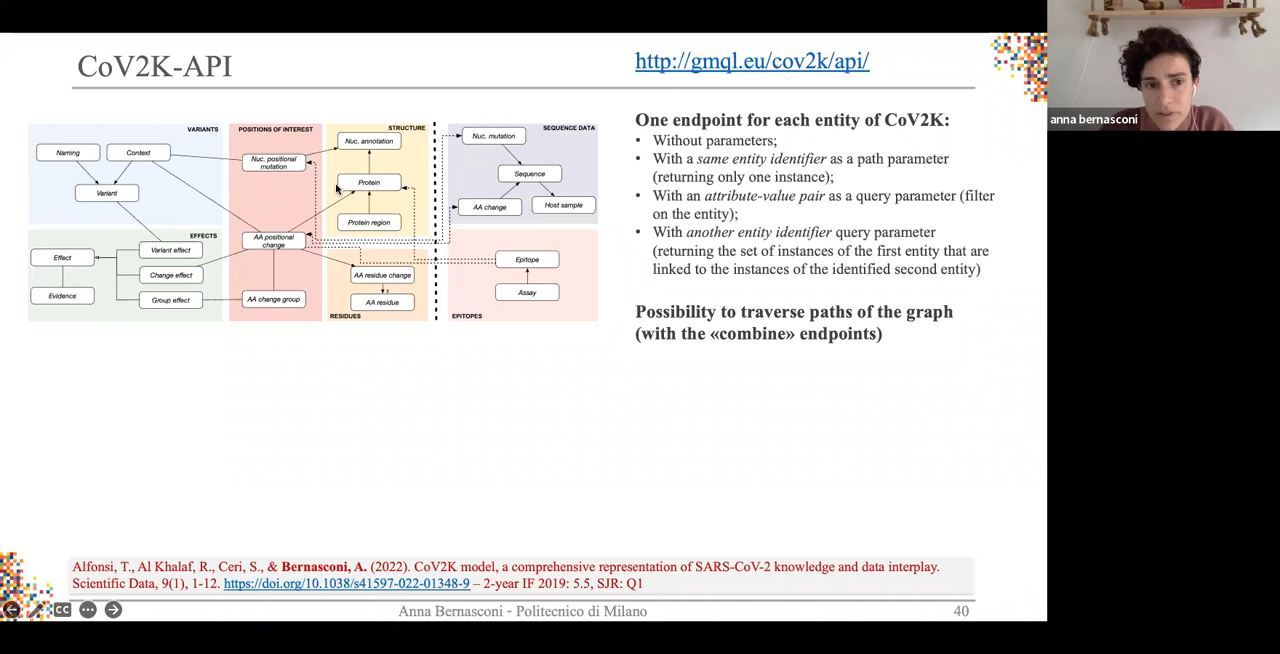 CoV2K-API
http://gmql.eu/cov2k/api/
anna bernasconi
VARIANTS
Naming
Context
Variant
POSITIONS OF INTEREST
Nuc. positional
mutation
AA positional
change
AA change group
STRUCTURE
Nuc. annotation
Protein
Protein region
SEQUENCE DATA
Nuc. mutation
Sequence
AA change
Host sample
EFFECTS
Effect
Evidence
Variant effect
Change effect
Group effect
AA residue change
AA residue
RESIDUES
Epitope
Assay
EPITOPES
One endpoint for each entity of CoV2K:
• Without parameters;
• With a same entity identifier as a path parameter
(returning only one instance);
• With an attribute-value pair as a query parameter (filter
on the entity);
• With another entity identifier query parameter
(returning the set of instances of the first entity that are
linked to the instances of the identified second entity)
Possibility to traverse paths of the graph
(with the «combine» endpoints)
Alfonsi, T., Al Khalaf, R., Ceri, S., & Bernasconi, A. (2022). CoV2K model, a comprehensive representation of SARS-CoV-2 knowledge and data interplay.
Scientific Data, 9(1), 1-12. https://doi.org/10.1038/s41597-022-01348-9 – 2-year IF 2019: 5.5, SJR: Q1
CC
Anna Bernasconi - Politecnico di Milano
40